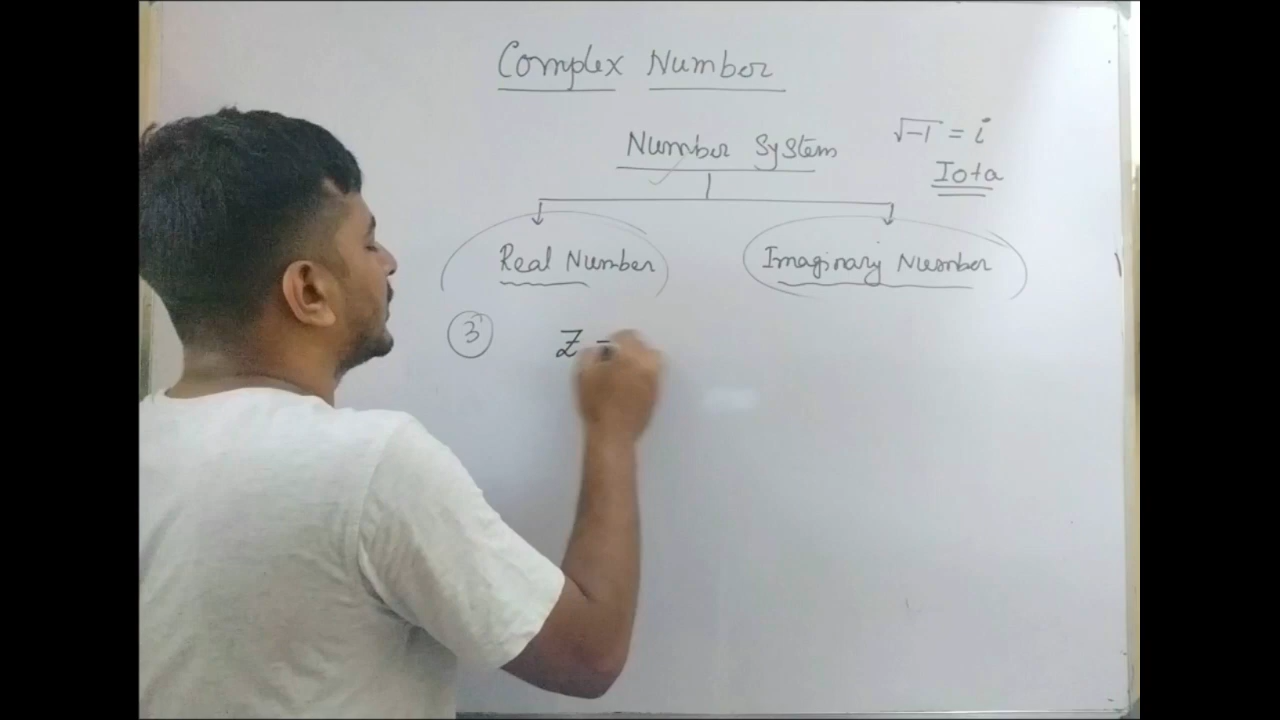 Complex Number
Number System
√-1 = i
Iota
Real Number
Imaginary Number
3
Z =